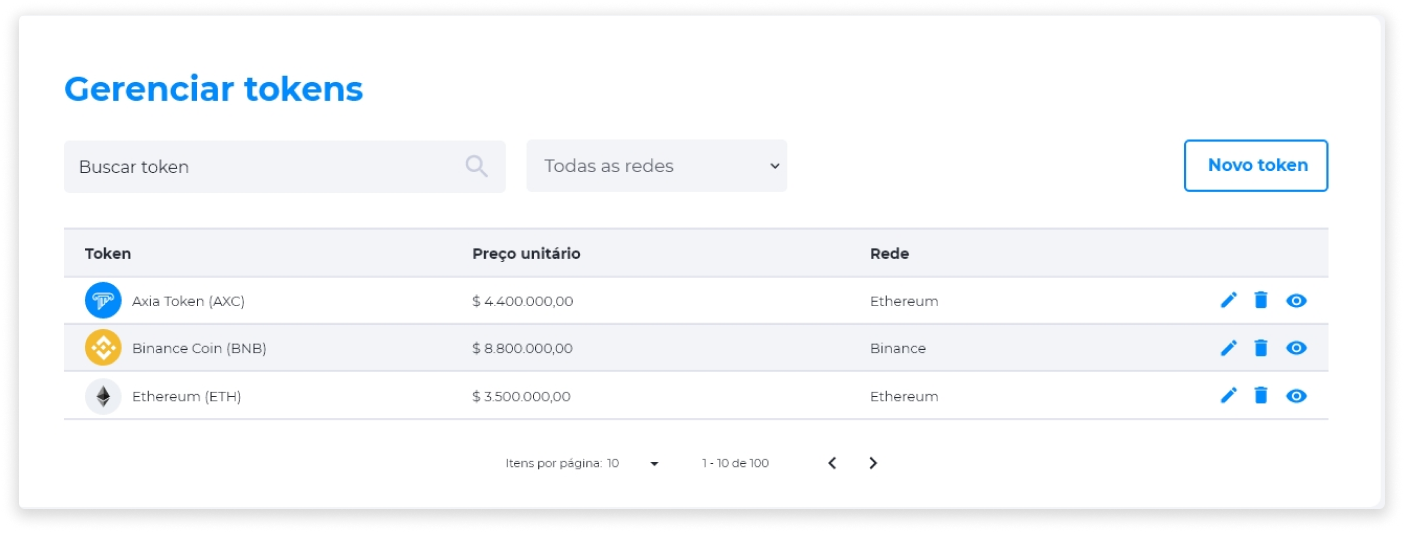 Gerenciar tokens
Buscar token
Todas as redes
Novo token
Token Preço unitário Rede
Axia Token (AXC) $ 4.400.000,00 Ethereum
Binance Coin (BNB) $ 8.800.000,00 Binance
Ethereum (ETH) $ 3.500.000,00 Ethereum
Itens por página: 10 1 - 10 de 100